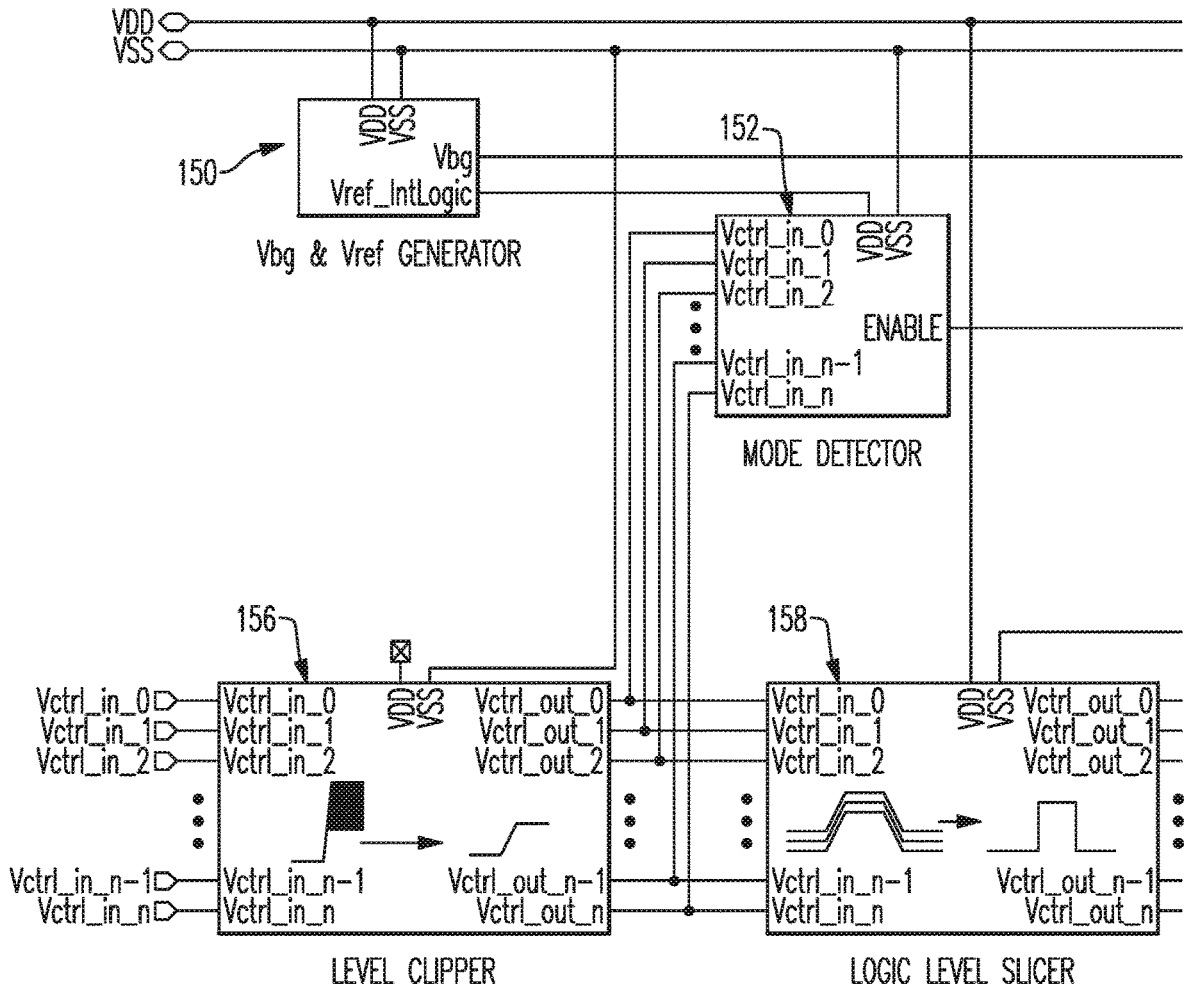 VDD
VSS
VDD
VSS
Vbg
Vref_IntLogic
150
Vbg & Vref GENERATOR
152
Vctrl_in_0
Vctrl_in_1
Vctrl_in_2
Vctrl_in_n-1
Vctrl_in_n
VDD
VSS
ENABLE
MODE DETECTOR
156
Vctrl_in_0
Vctrl_in_1
Vctrl_in_2
Vctrl_in_n-1
Vctrl_in_n
Vctrl_in_0
Vctrl_in_1
Vctrl_in_2
Vctrl_in_n-1
Vctrl_in_n
VDD
VSS
Vctrl_out_0
Vctrl_out_1
Vctrl_out_2
Vctrl_out_n-1
Vctrl_out_n
LEVEL CLIPPER
158
Vctrl_in_0
Vctrl_in_1
Vctrl_in_2
Vctrl_in_n-1
Vctrl_in_n
VDD
VSS
Vctrl_out_0
Vctrl_out_1
Vctrl_out_2
Vctrl_out_n-1
Vctrl_out_n
LOGIC LEVEL SLICER